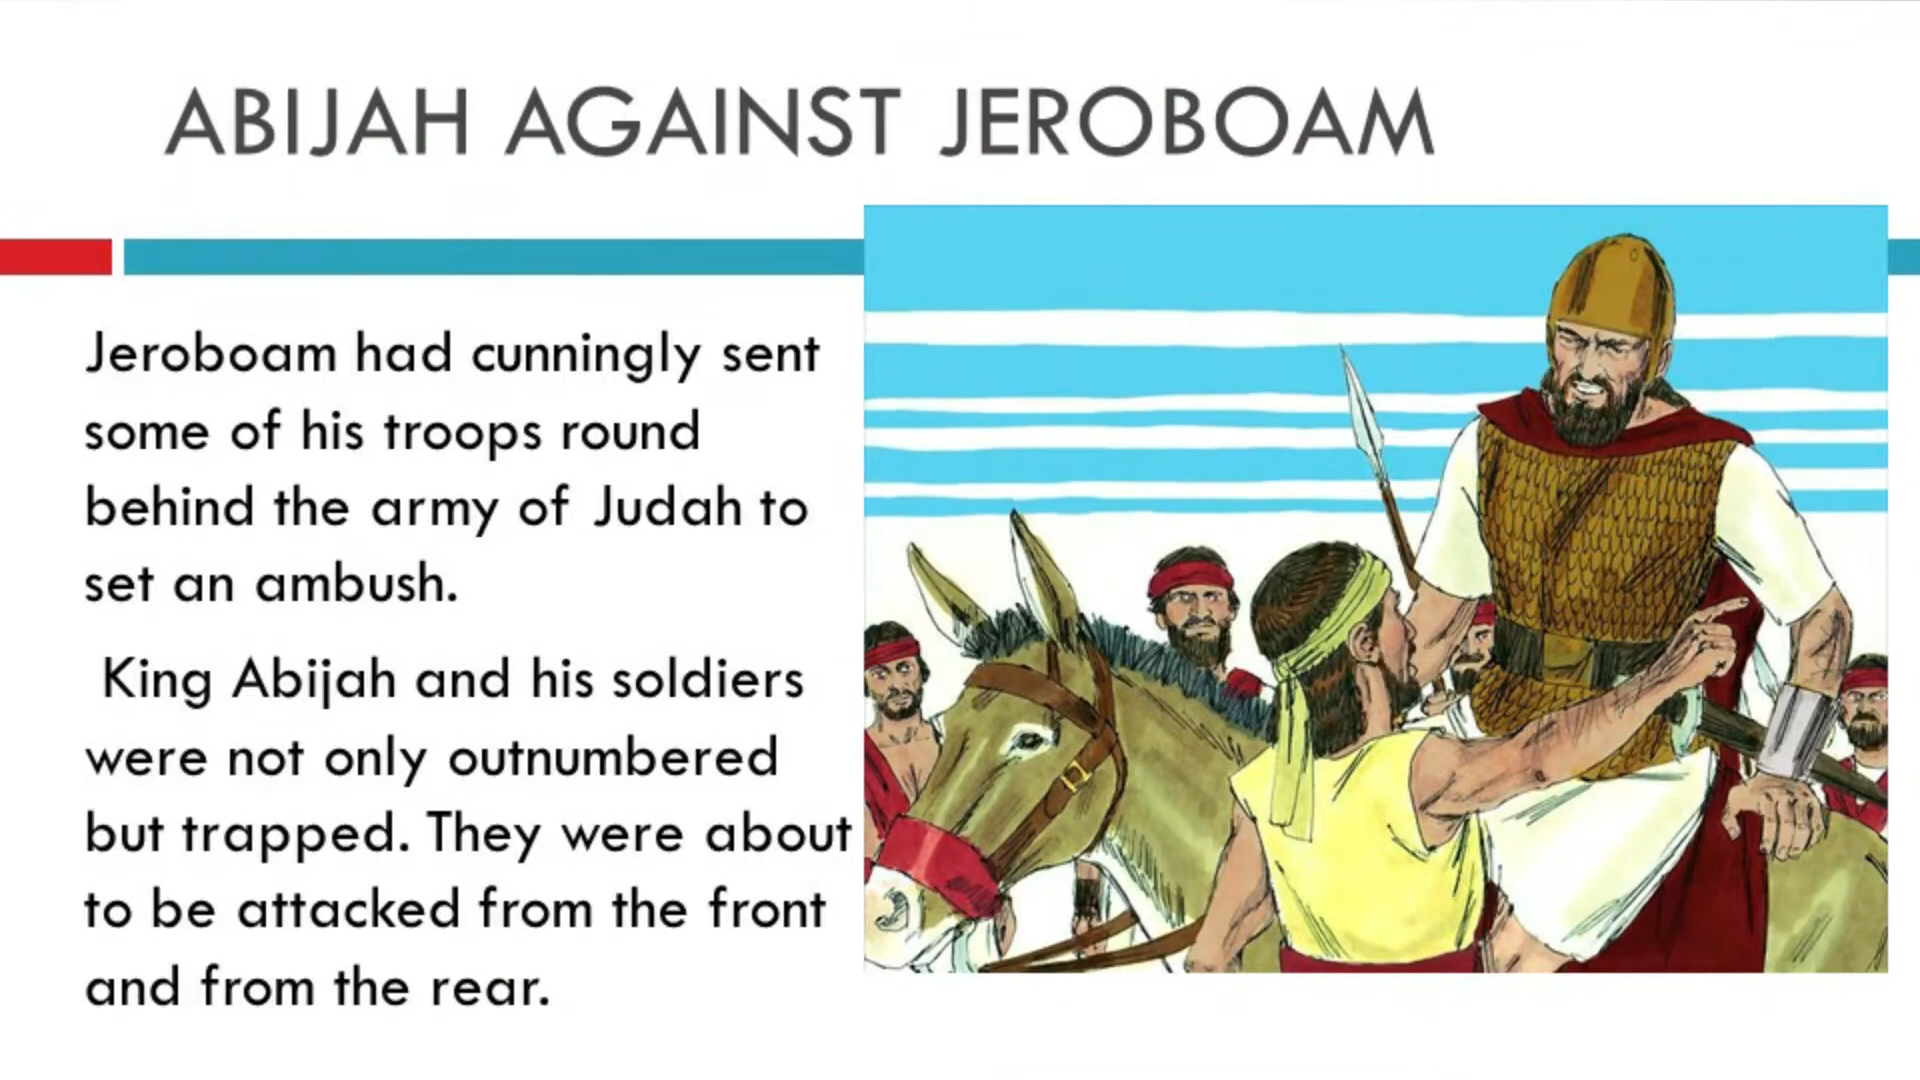 ABIJAH AGAINST JEROBOAM
Jeroboam had cunningly sent
some of his troops round
behind the army of Judah to
set an ambush.
King Abijah and his soldiers
were not only outnumbered
but trapped. They were about
to be attacked from the front
and from the rear.